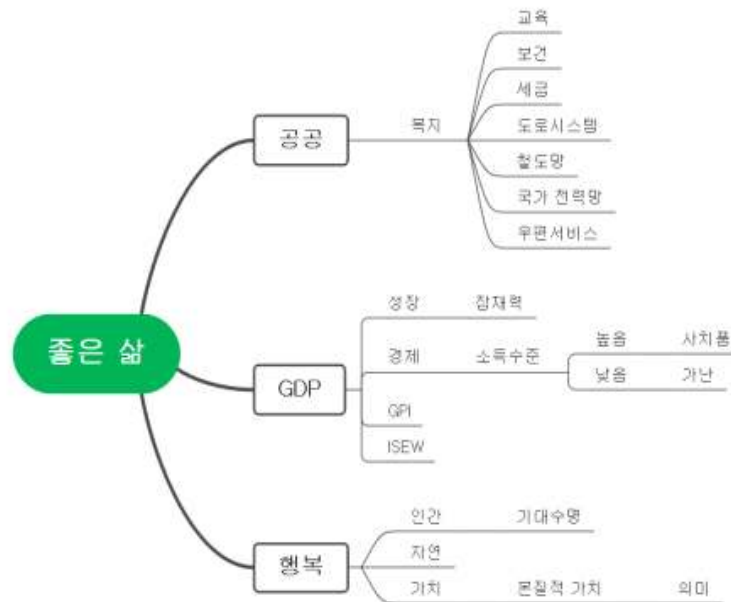 좋은 삶
공공
복지
교육
보건
세금
도로시스템
철도망
국가 전력망
우편서비스
GDP
성장
잠재력
경제
소득수준
높음
사치품
낮음
가난
GPI
ISEW
행복
인간
기대수명
자연
가치
본질적 가치
의미